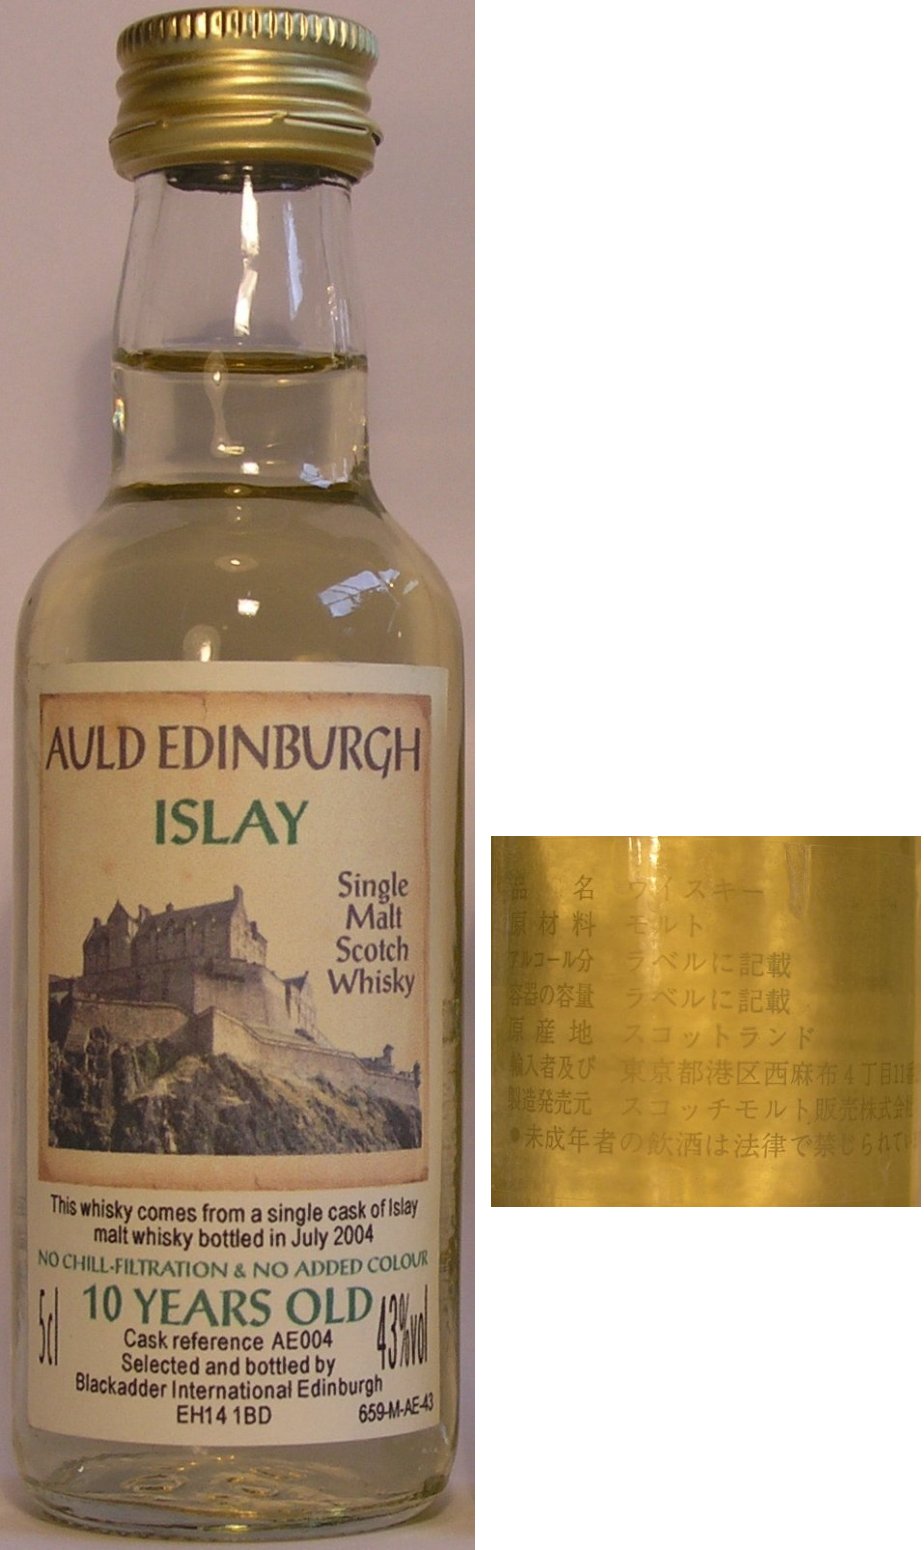 AULD EDINBURGH
ISLAY
Single
Malt
Scotch
Whisky
This whisky comes from a single cask of Islay
malt whisky bottled in July 2004
NO CHILL-FILTRATION & NO ADDED COLOUR
5cl 10 YEARS OLD 43%vol
Cask reference AE004
Selected and bottled by
Blackadder International Edinburgh
EH14 1BD 659-M-AE-43
品 名 ウイスキー
原材料 モルト
アルコール分 ラベルに記載
容器の容量 ラベルに記載
原産地 スコットランド
輸入者及び 東京都港区西麻布4丁目11番
製造発売元 スコッチモルト販売株式会
●未成年者の飲酒は法律で禁じられてい